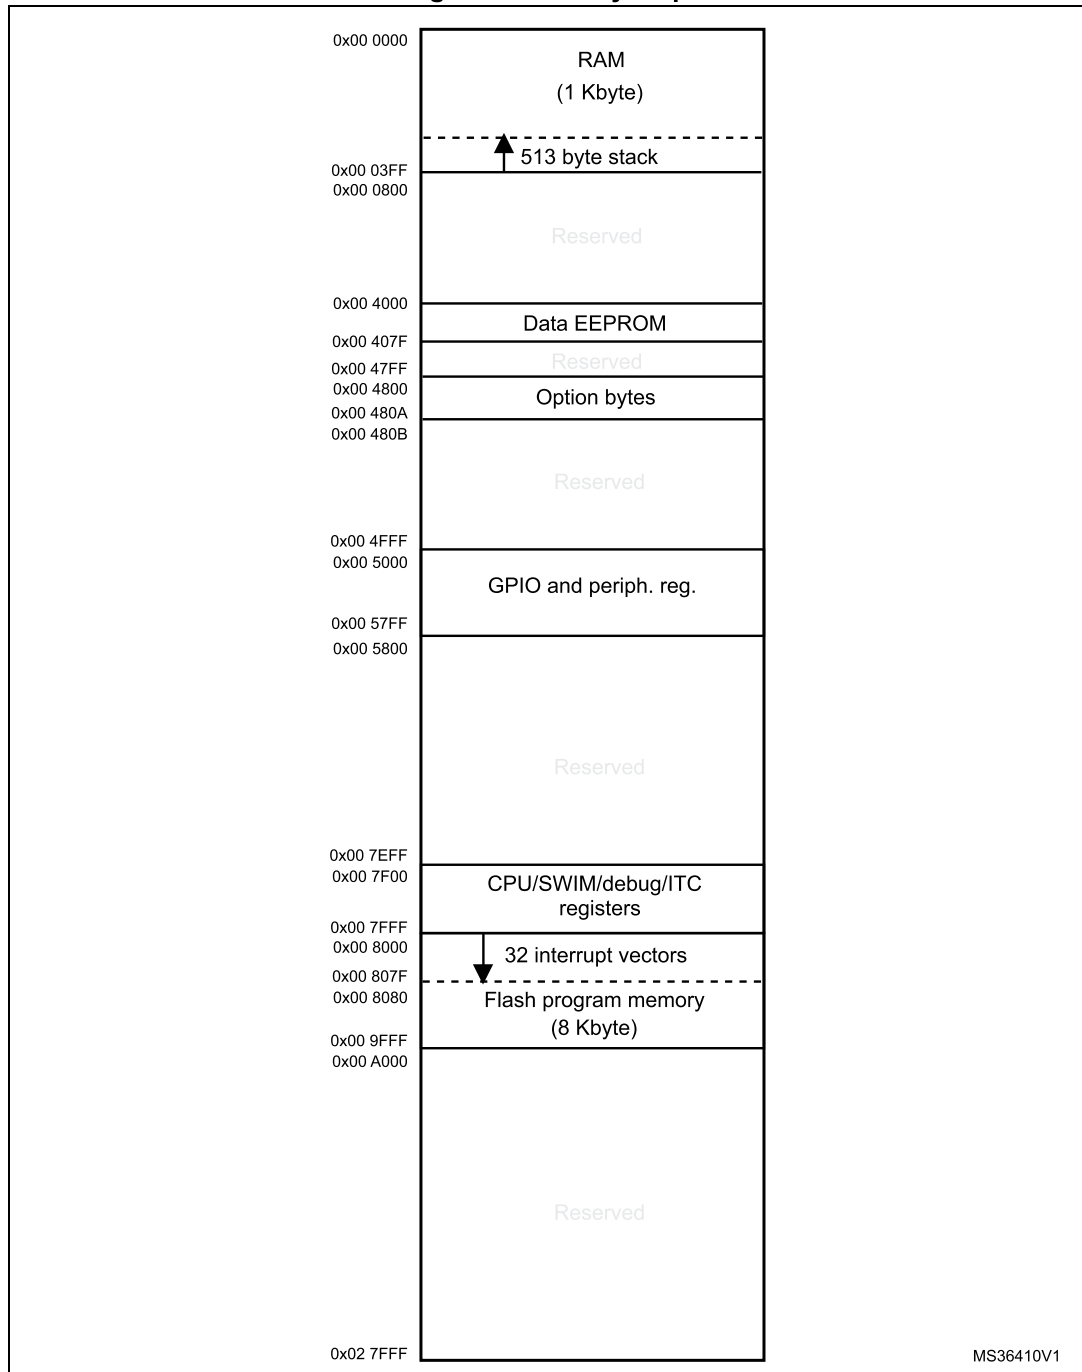 0x00 0000
RAM
(1 Kbyte)
513 byte stack
0x00 03FF
0x00 0800
Reserved
0x00 4000
Data EEPROM
0x00 407F
Reserved
0x00 47FF
0x00 4800
Option bytes
0x00 480A
0x00 480B
Reserved
0x00 4FFF
0x00 5000
GPIO and periph. reg.
0x00 57FF
0x00 5800
Reserved
0x00 7EFF
0x00 7F00
CPU/SWIM/debug/ITC
registers
0x00 7FFF
0x00 8000
32 interrupt vectors
0x00 807F
0x00 8080
Flash program memory
(8 Kbyte)
0x00 9FFF
0x00 A000
Reserved
0x02 7FFF
MS36410V1